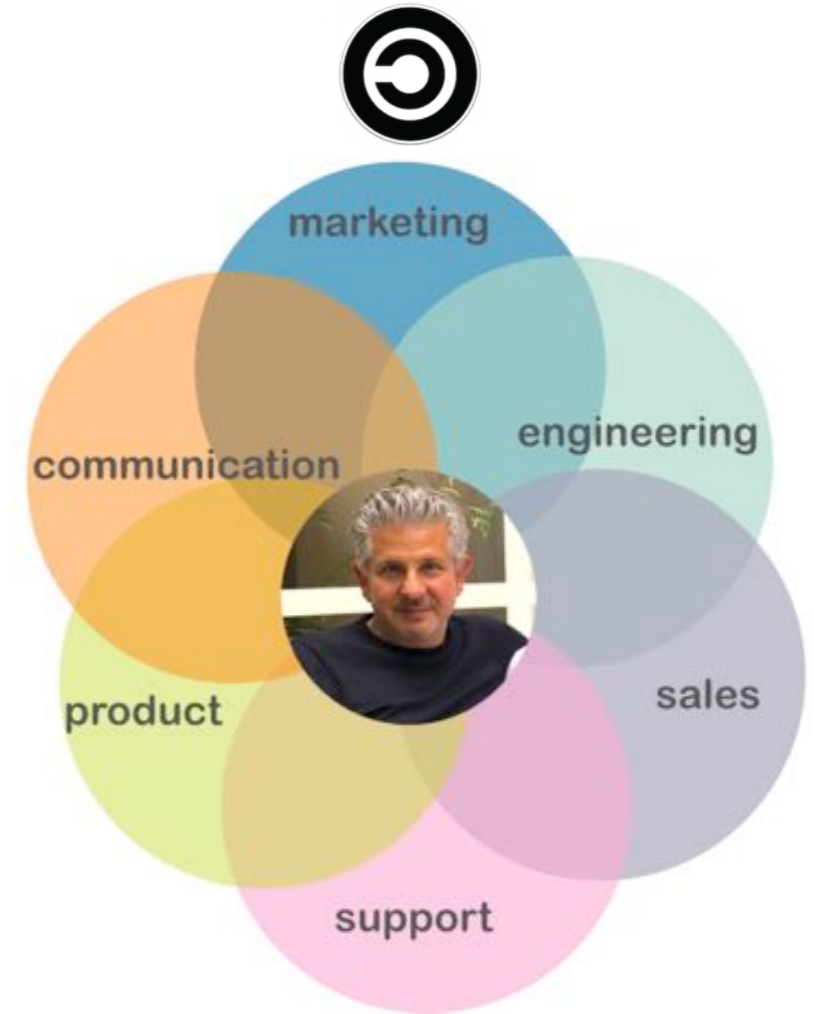 marketing
engineering
communication
sales
product
support